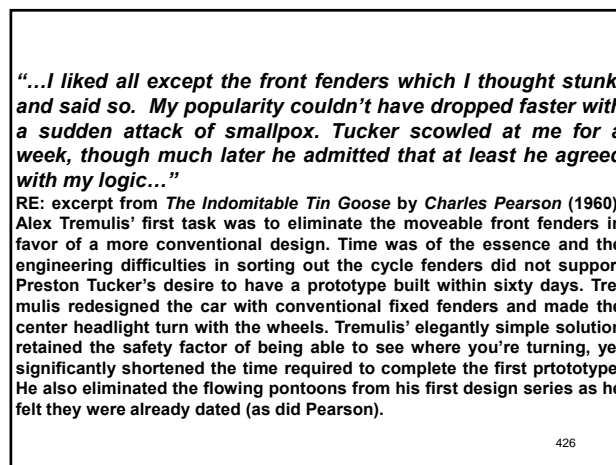 “…I liked all except the front fenders which I thought stunk
and said so. My popularity couldn’t have dropped faster with
a sudden attack of smallpox. Tucker scowled at me for a
week, though much later he admitted that at least he agreed
with my logic…”
RE: excerpt from The Indomitable Tin Goose by Charles Pearson (1960)
Alex Tremulis’ first task was to eliminate the moveable front fenders in
favor of a more conventional design. Time was of the essence and the
engineering difficulties in sorting out the cycle fenders did not suppor
Preston Tucker’s desire to have a prototype built within sixty days. Tre
mulis redesigned the car with conventional fixed fenders and made the
center headlight turn with the wheels. Tremulis’ elegantly simple solution
retained the safety factor of being able to see where you’re turning, ye
significantly shortened the time required to complete the first prtototype
He also eliminated the flowing pontoons from his first design series as he
felt they were already dated (as did Pearson).
426